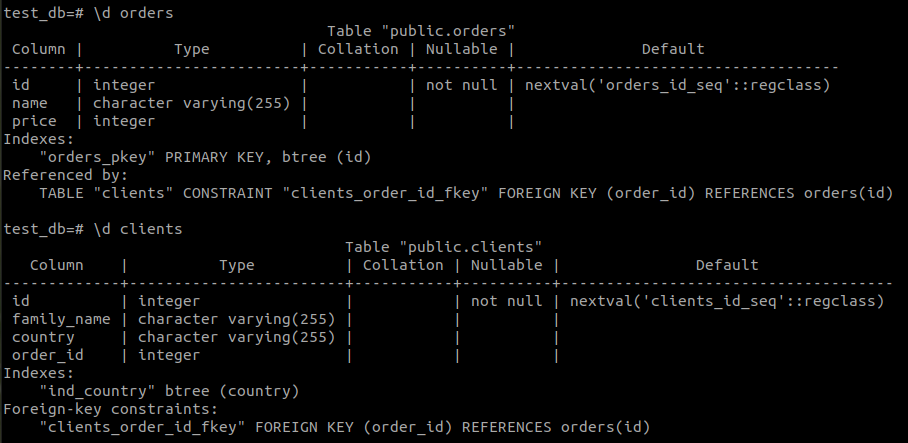 test_db=# \d orders
                                     Table "public.orders"
 Column |          Type          | Collation | Nullable |              Default
--------+------------------------+-----------+----------+------------------------------------
 id     | integer                |           | not null | nextval('orders_id_seq'::regclass)
 name   | character varying(255) |           |          |
 price  | integer                |           |          |
Indexes:
    "orders_pkey" PRIMARY KEY, btree (id)
Referenced by:
    TABLE "clients" CONSTRAINT "clients_order_id_fkey" FOREIGN KEY (order_id) REFERENCES orders(id)

test_db=# \d clients
                                       Table "public.clients"
   Column    |          Type          | Collation | Nullable |               Default
-------------+------------------------+-----------+----------+-------------------------------------
 id          | integer                |           | not null | nextval('clients_id_seq'::regclass)
 family_name | character varying(255) |           |          |
 country     | character varying(255) |           |          |
 order_id    | integer                |           |          |
Indexes:
    "ind_country" btree (country)
Foreign-key constraints:
    "clients_order_id_fkey" FOREIGN KEY (order_id) REFERENCES orders(id)